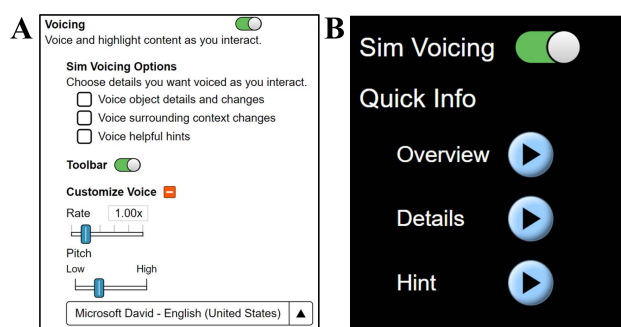 A
Voicing
Voice and highlight content as you interact.
Sim Voicing Options
Choose details you want voiced as you interact.
Voice object details and changes
Voice surrounding context changes
Voice helpful hints
Toolbar
Customize Voice
Rate 1.00x
Pitch
Low High
Microsoft David - English (United States)
B
Sim Voicing
Quick Info
Overview
Details
Hint